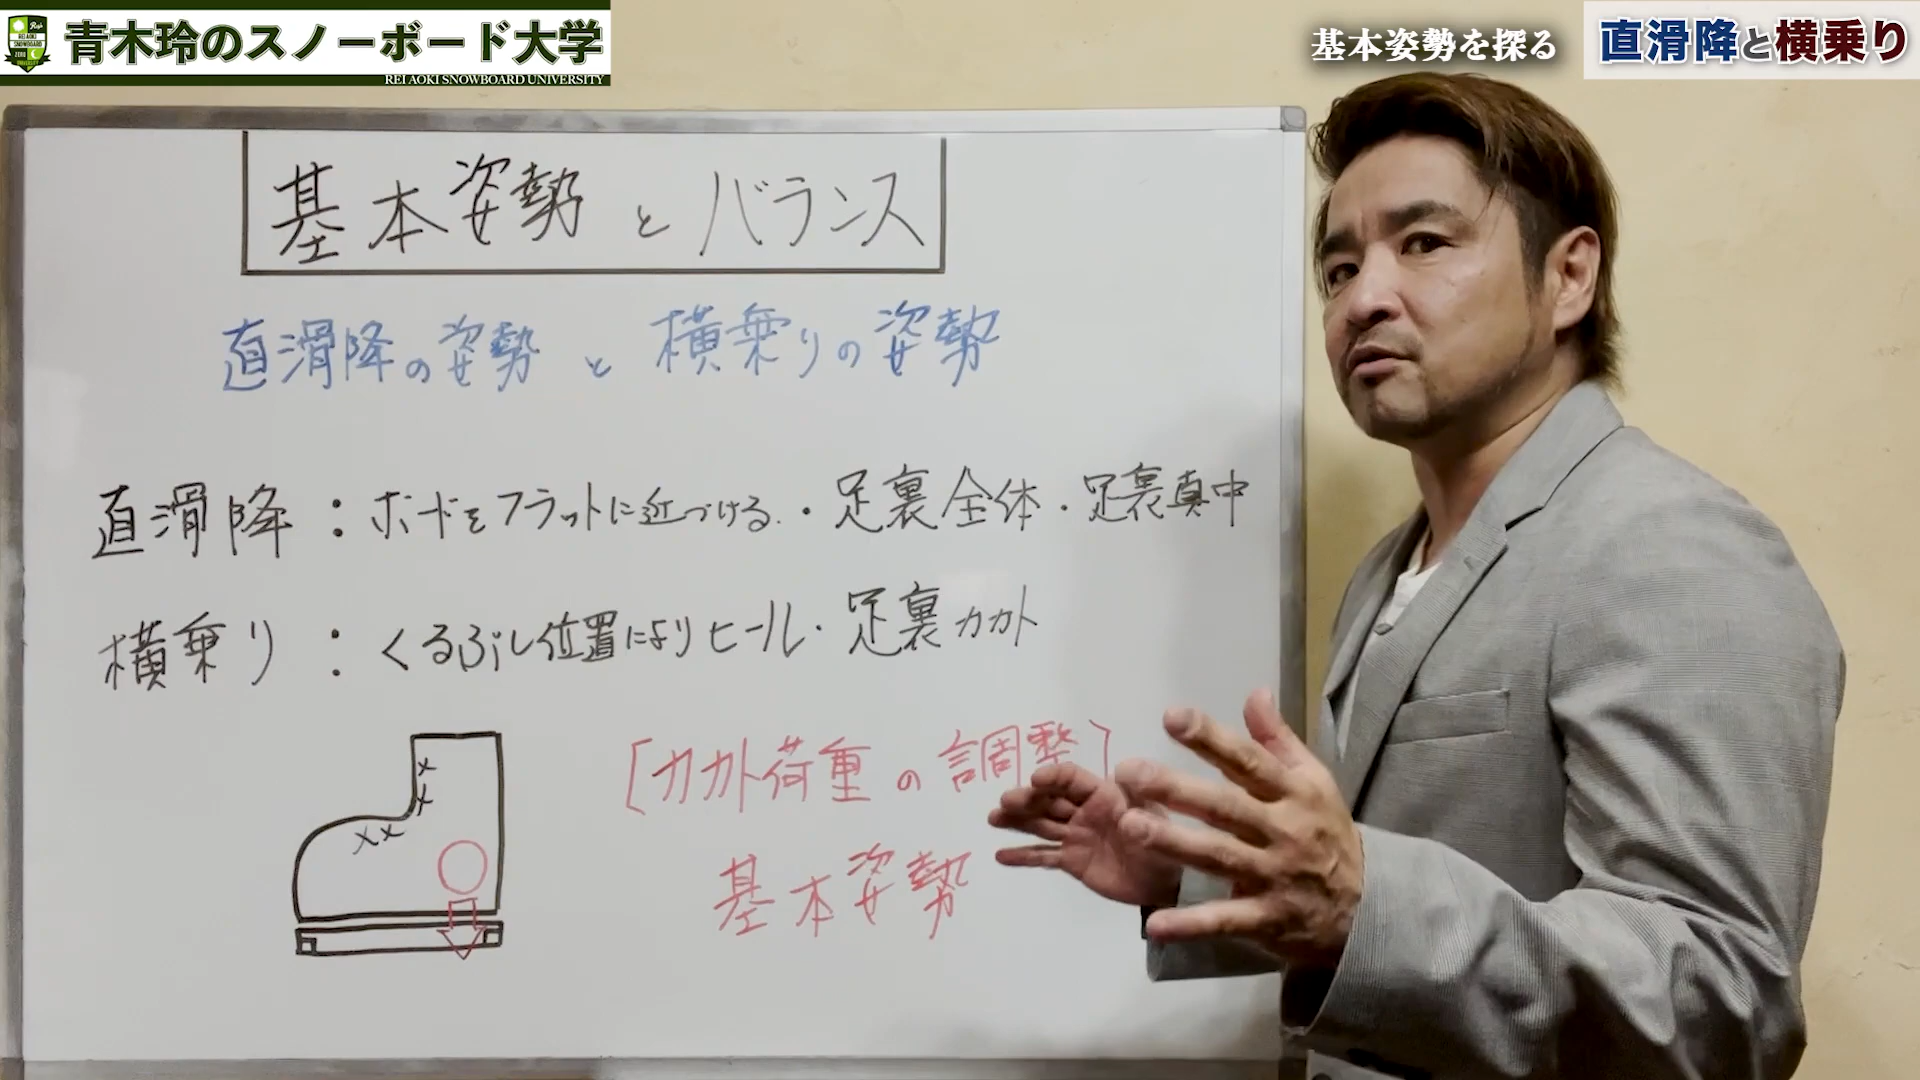 青木玲のスノーボード大学
REI AOKI SNOWBOARD UNIVERSITY
基本姿勢を探る
直滑降と横乗り
基本姿勢とバランス
直滑降の姿勢と横乗りの姿勢
直滑降：ボードをフラットに近づける.・足裏全体・足裏真中
横乗り：くるぶし位置によりヒール・足裏カカト
[カカト荷重の調整]
基本姿勢